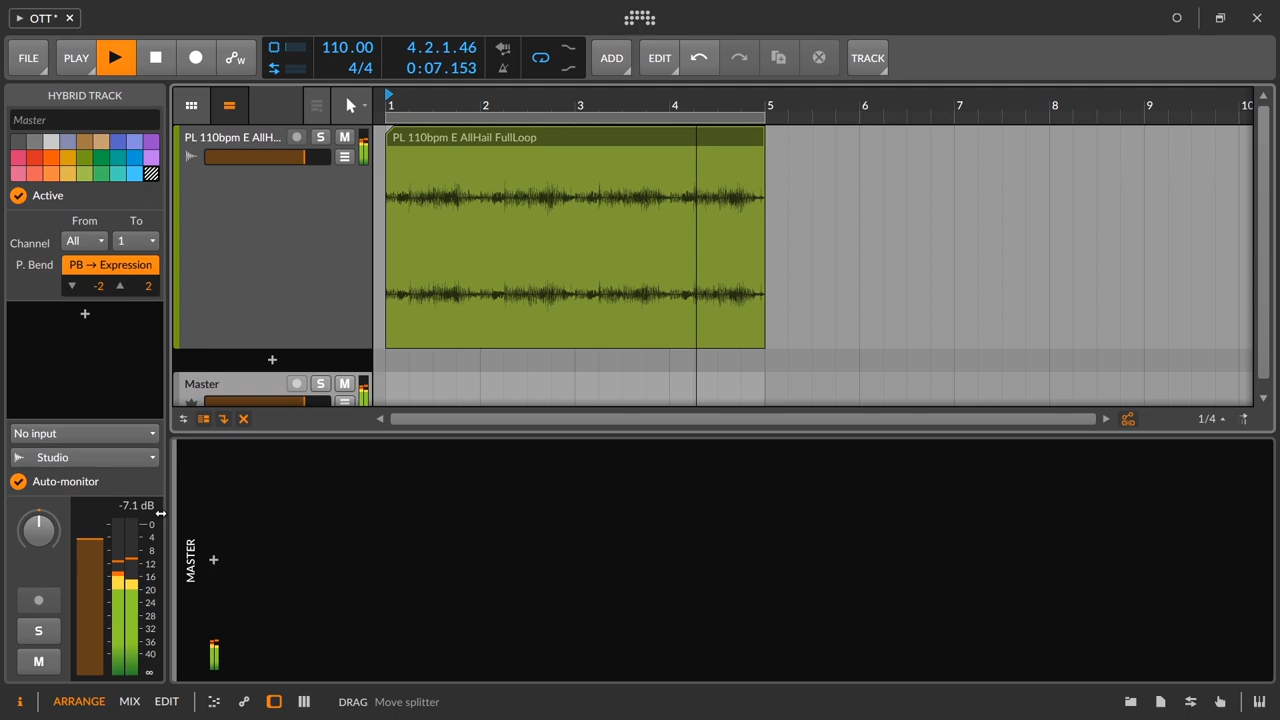 OTT*
FILE
PLAY
110.00
4/4
4.2.1.46
0:07.153
ADD
EDIT
TRACK
HYBRID TRACK
Master
Active
From To
Channel All 1
P. Bend PB → Expression
-2 2
No input
Studio
Auto-monitor
-7.1 dB
0
4
8
12
16
20
24
28
32
36
40
∞
S
M
1 2 3 4 5 6 7 8 9 10
PL 110bpm E AllH... S M
PL 110bpm E AllHail FullLoop
+
Master S M
1/4
MASTER
+
i ARRANGE MIX EDIT
DRAG Move splitter